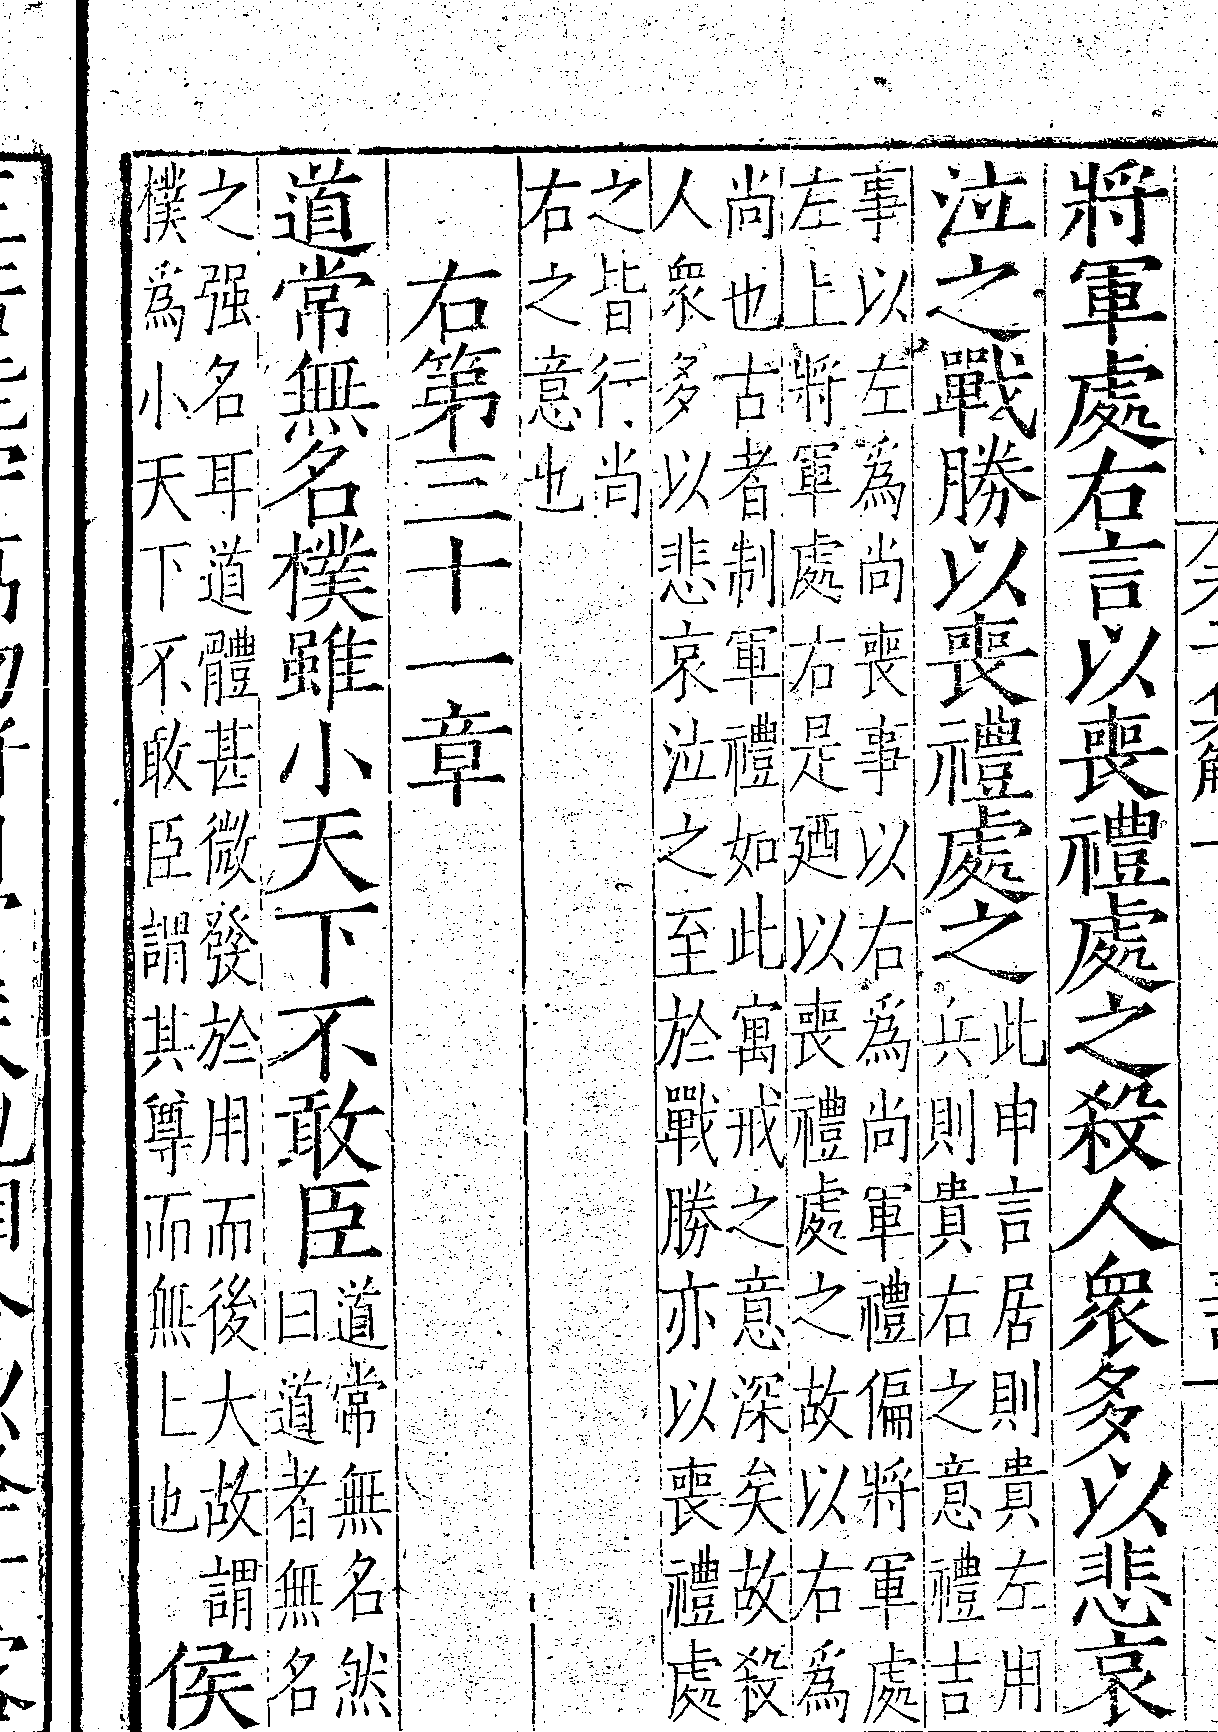 將軍處右言以喪禮處之殺人衆多以悲哀
泣之戰勝以喪禮處之此申言居則貴左用
兵則貴右之意禮吉
事以左爲尚喪事以右爲尚軍禮偏將軍處
左上將軍處右是廼以喪禮處之故以右爲
尚也古者制軍禮如此寓戒之意深矣故殺
人衆多以悲哀泣之至於戰勝亦以喪禮處
之皆行尚
右之意也
右第三十一章
道常無名樸雖小天下不敢臣道常無名然
曰道者無名
之强名耳道體甚微發於用而後大故謂
樸爲小天下不敢臣謂其尊而無上也
侯